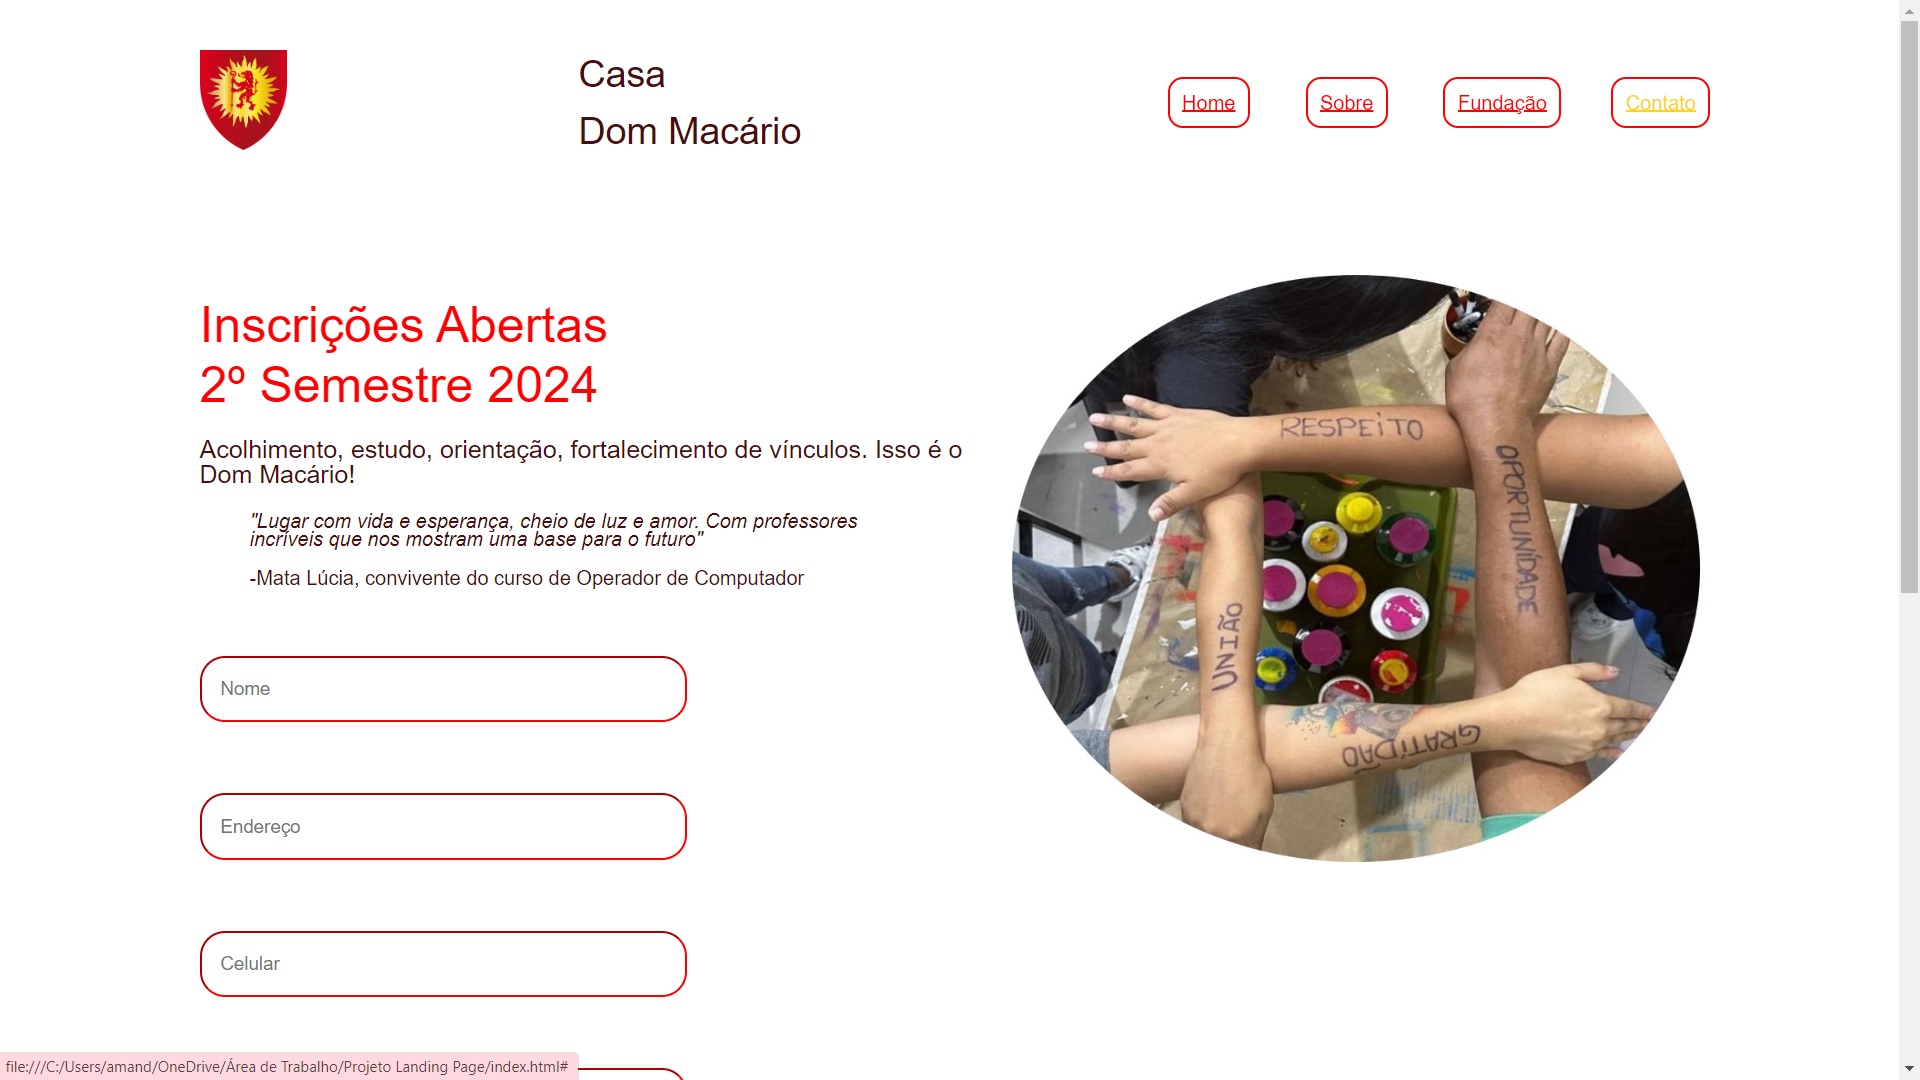 Casa
Dom Macário
Home
Sobre
Fundação
Contato
Inscrições Abertas
2º Semestre 2024
Acolhimento, estudo, orientação, fortalecimento de vínculos. Isso é o
Dom Macário!
"Lugar com vida e esperança, cheio de luz e amor. Com professores
incríveis que nos mostram uma base para o futuro"
-Mata Lúcia, convivente do curso de Operador de Computador
Nome
Endereço
Celular
RESPEITO
OPORTUNIDADE
UNIÃO
GRATIDÃO
file:///C:/Users/amand/OneDrive/Área de Trabalho/Projeto Landing Page/index.html#